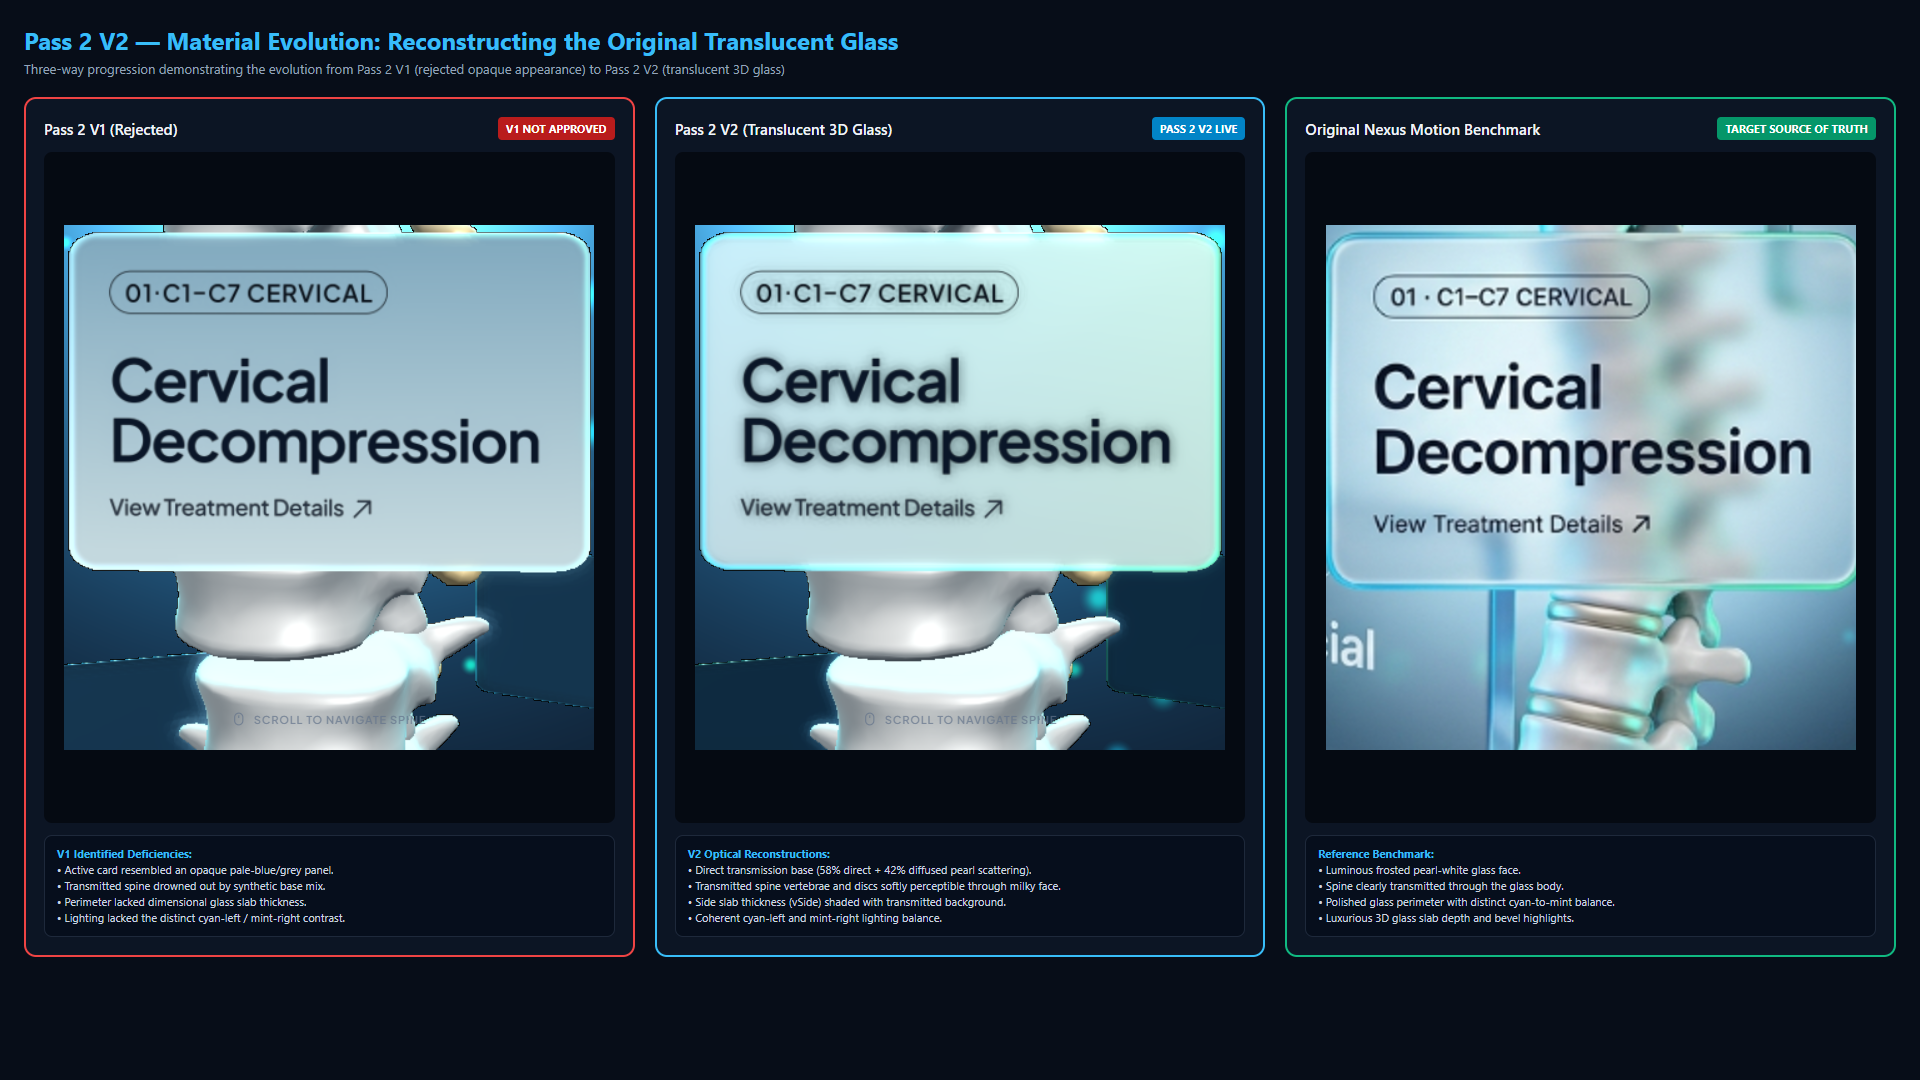 Pass 2 V2 — Material Evolution: Reconstructing the Original Translucent Glass
Three-way progression demonstrating the evolution from Pass 2 V1 (rejected opaque appearance) to Pass 2 V2 (translucent 3D glass)
Pass 2 V1 (Rejected)
V1 NOT APPROVED
01·C1–C7 CERVICAL
Cervical
Decompression
View Treatment Details ↗
SCROLL TO NAVIGATE SPINE
V1 Identified Deficiencies:
• Active card resembled an opaque pale-blue/grey panel.
• Transmitted spine drowned out by synthetic base mix.
• Perimeter lacked dimensional glass slab thickness.
• Lighting lacked the distinct cyan-left / mint-right contrast.
Pass 2 V2 (Translucent 3D Glass)
PASS 2 V2 LIVE
01·C1–C7 CERVICAL
Cervical
Decompression
View Treatment Details ↗
SCROLL TO NAVIGATE SPINE
V2 Optical Reconstructions:
• Direct transmission base (58% direct + 42% diffused pearl scattering).
• Transmitted spine vertebrae and discs softly perceptible through milky face.
• Side slab thickness (vSide) shaded with transmitted background.
• Coherent cyan-left and mint-right lighting balance.
Original Nexus Motion Benchmark
TARGET SOURCE OF TRUTH
01 · C1–C7 CERVICAL
Cervical
Decompression
View Treatment Details ↗
ial
Reference Benchmark:
• Luminous frosted pearl-white glass face.
• Spine clearly transmitted through the glass body.
• Polished glass perimeter with distinct cyan-to-mint balance.
• Luxurious 3D glass slab depth and bevel highlights.